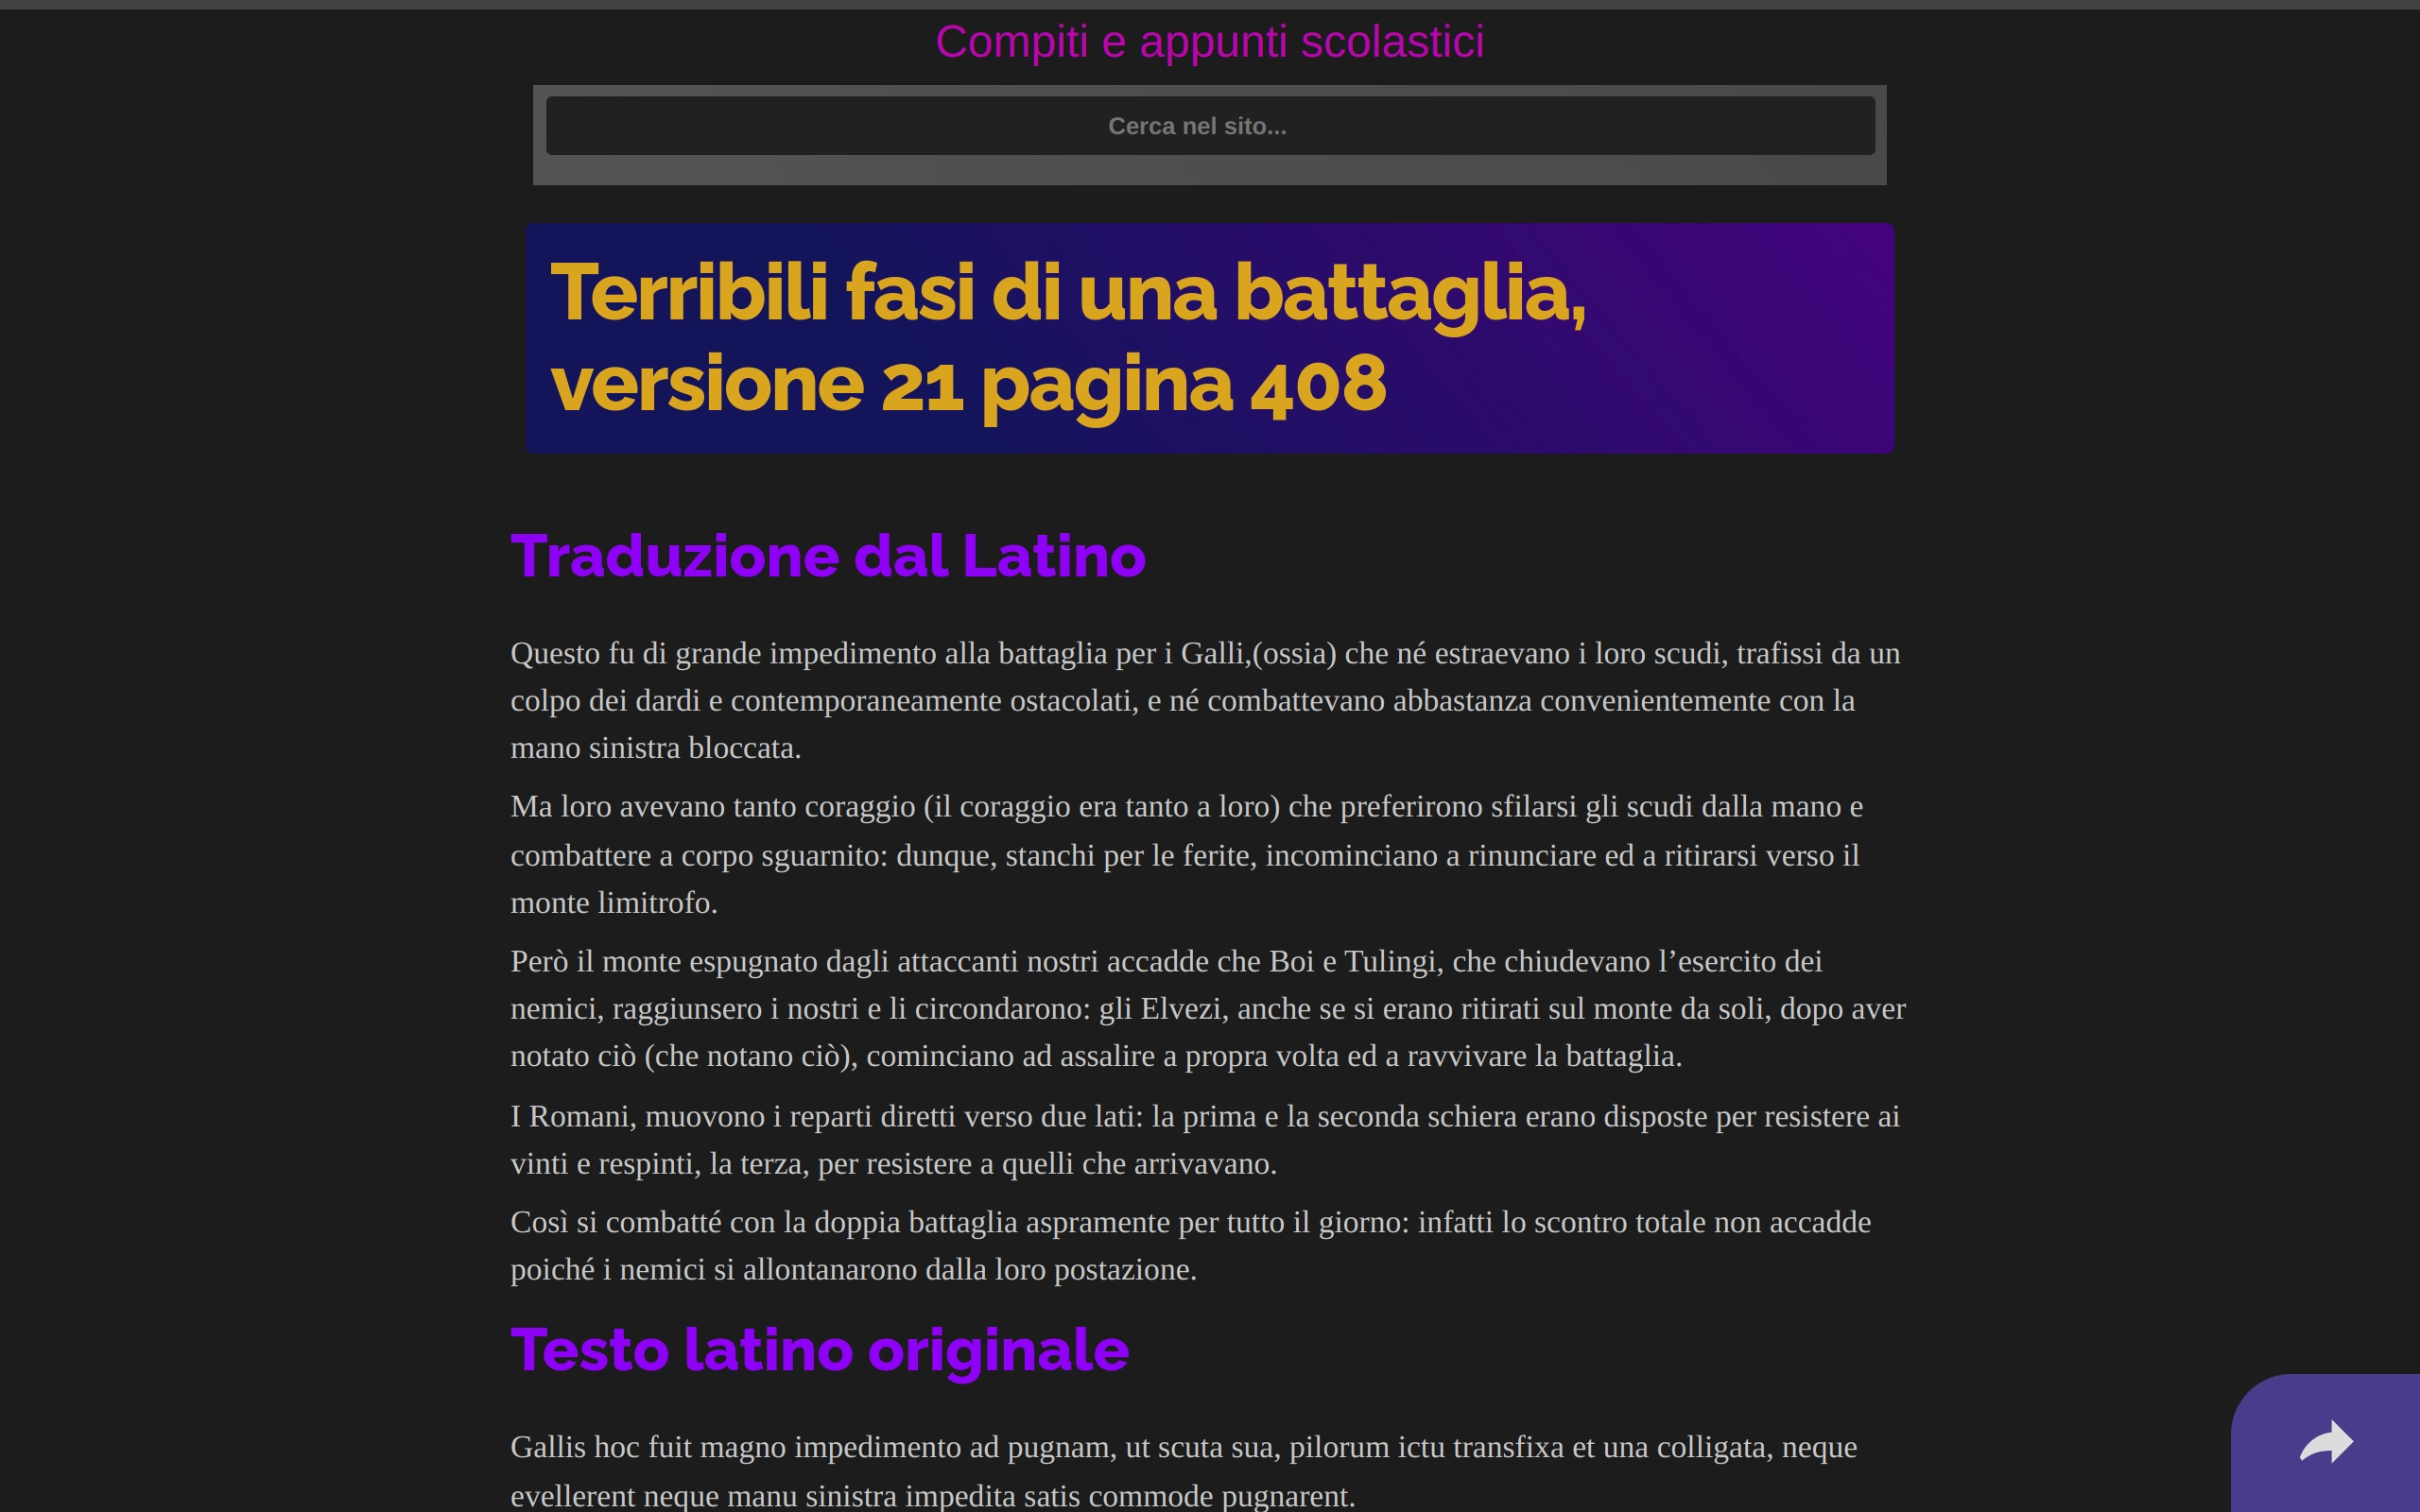 Compiti e appunti scolastici
Cerca nel sito...
Terribili fasi di una battaglia,
versione 21 pagina 408
Traduzione dal Latino
Questo fu di grande impedimento alla battaglia per i Galli,(ossia) che né estraevano i loro scudi, trafissi da un
colpo dei dardi e contemporaneamente ostacolati, e né combattevano abbastanza convenientemente con la
mano sinistra bloccata.
Ma loro avevano tanto coraggio (il coraggio era tanto a loro) che preferirono sfilarsi gli scudi dalla mano e
combattere a corpo sguarnito: dunque, stanchi per le ferite, incominciano a rinunciare ed a ritirarsi verso il
monte limitrofo.
Però il monte espugnato dagli attaccanti nostri accadde che Boi e Tulingi, che chiudevano l’esercito dei
nemici, raggiunsero i nostri e li circondarono: gli Elvezi, anche se si erano ritirati sul monte da soli, dopo aver
notato ciò (che notano ciò), cominciano ad assalire a propra volta ed a ravvivare la battaglia.
I Romani, muovono i reparti diretti verso due lati: la prima e la seconda schiera erano disposte per resistere ai
vinti e respinti, la terza, per resistere a quelli che arrivavano.
Così si combatté con la doppia battaglia aspramente per tutto il giorno: infatti lo scontro totale non accadde
poiché i nemici si allontanarono dalla loro postazione.
Testo latino originale
Gallis hoc fuit magno impedimento ad pugnam, ut scuta sua, pilorum ictu transfixa et una colligata, neque
evellerent neque manu sinistra impedita satis commode pugnarent.